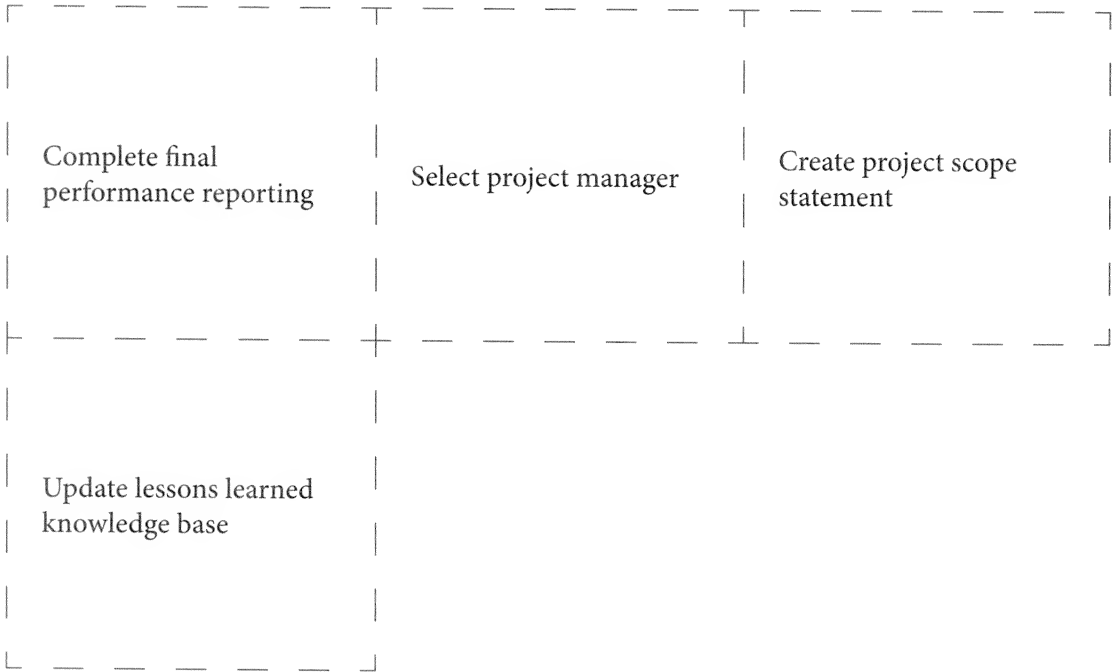 Complete final
performance reporting
Select project manager
Create project scope
statement
Update lessons learned
knowledge base